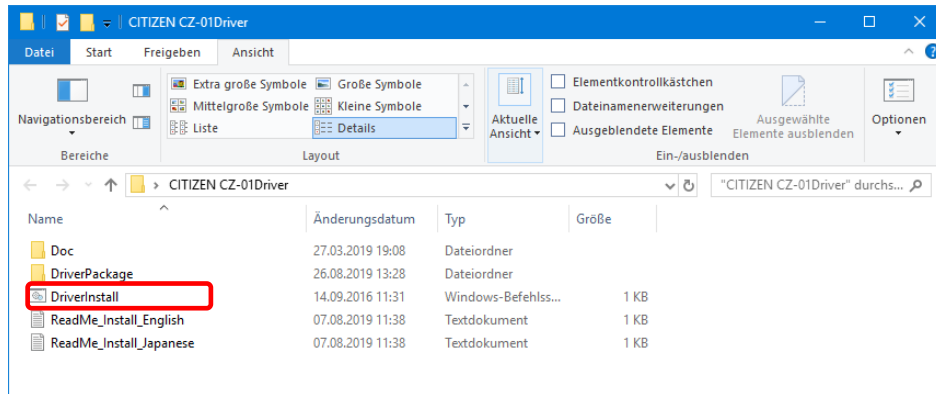 CITIZEN CZ-01Driver
Datei Start Freigeben Ansicht
Navigationsbereich
Extra große Symbole Große Symbole
Mittelgroße Symbole Kleine Symbole
Liste Details
Aktuelle Ansicht
Elementkontrollkästchen
Dateinamenerweiterungen
Ausgeblendete Elemente
Ausgewählte
Elemente ausblenden
Optionen
Bereiche Layout Ein-/ausblenden
CITIZEN CZ-01Driver "CITIZEN CZ-01Driver" durchs...
Name Änderungsdatum Typ Größe
Doc 27.03.2019 19:08 Dateiordner
DriverPackage 26.08.2019 13:28 Dateiordner
DriverInstall 14.09.2016 11:31 Windows-Befehlss... 1 KB
ReadMe_Install_English 07.08.2019 11:38 Textdokument 1 KB
ReadMe_Install_Japanese 07.08.2019 11:38 Textdokument 1 KB